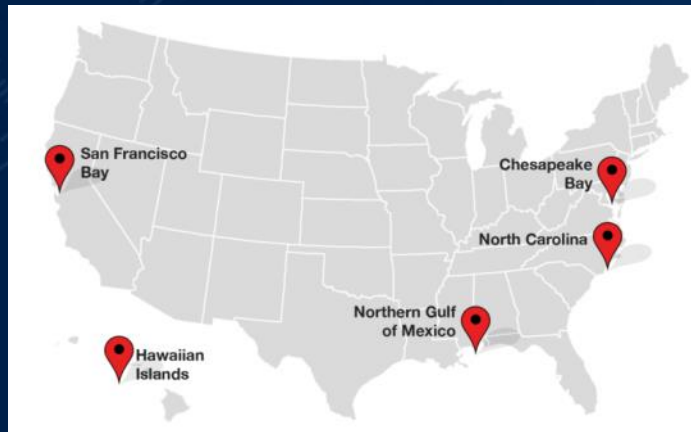 San Francisco
Bay
Chesapeake
Bay
North Carolina
Northern Gulf
of Mexico
Hawaiian
Islands